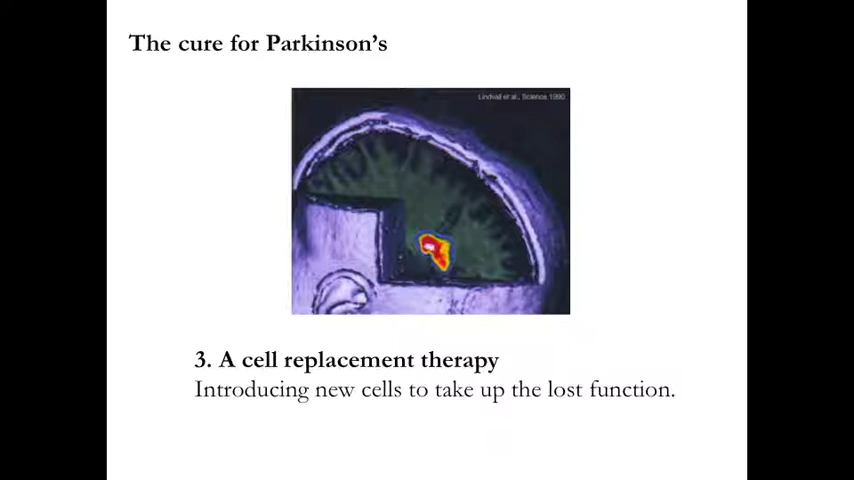 The cure for Parkinson's
Lindvall et al., Science 1990
3. A cell replacement therapy
Introducing new cells to take up the lost function.